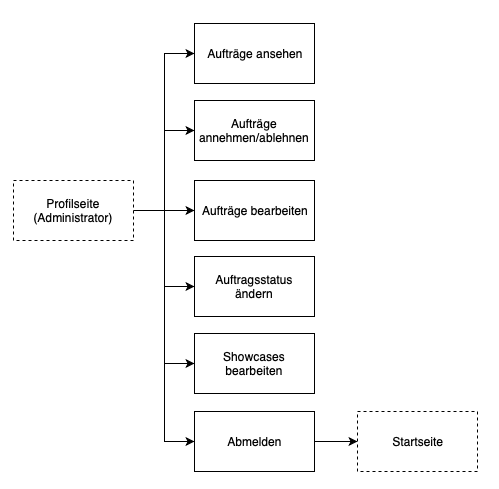 Aufträge ansehen
Aufträge
annehmen/ablehnen
Profilseite
(Administrator)
Aufträge bearbeiten
Auftragsstatus
ändern
Showcases
bearbeiten
Abmelden
Startseite